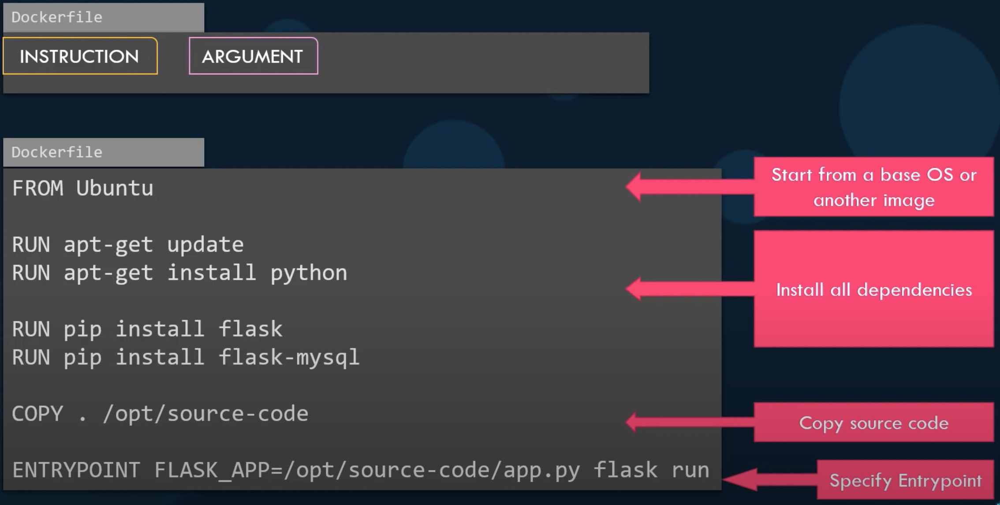 Dockerfile
INSTRUCTION ARGUMENT
Dockerfile
FROM Ubuntu
Start from a base OS or
another image
RUN apt-get update
RUN apt-get install python
Install all dependencies
RUN pip install flask
RUN pip install flask-mysql
COPY . /opt/source-code
Copy source code
ENTRYPOINT FLASK_APP=/opt/source-code/app.py flask run
Specify Entrypoint